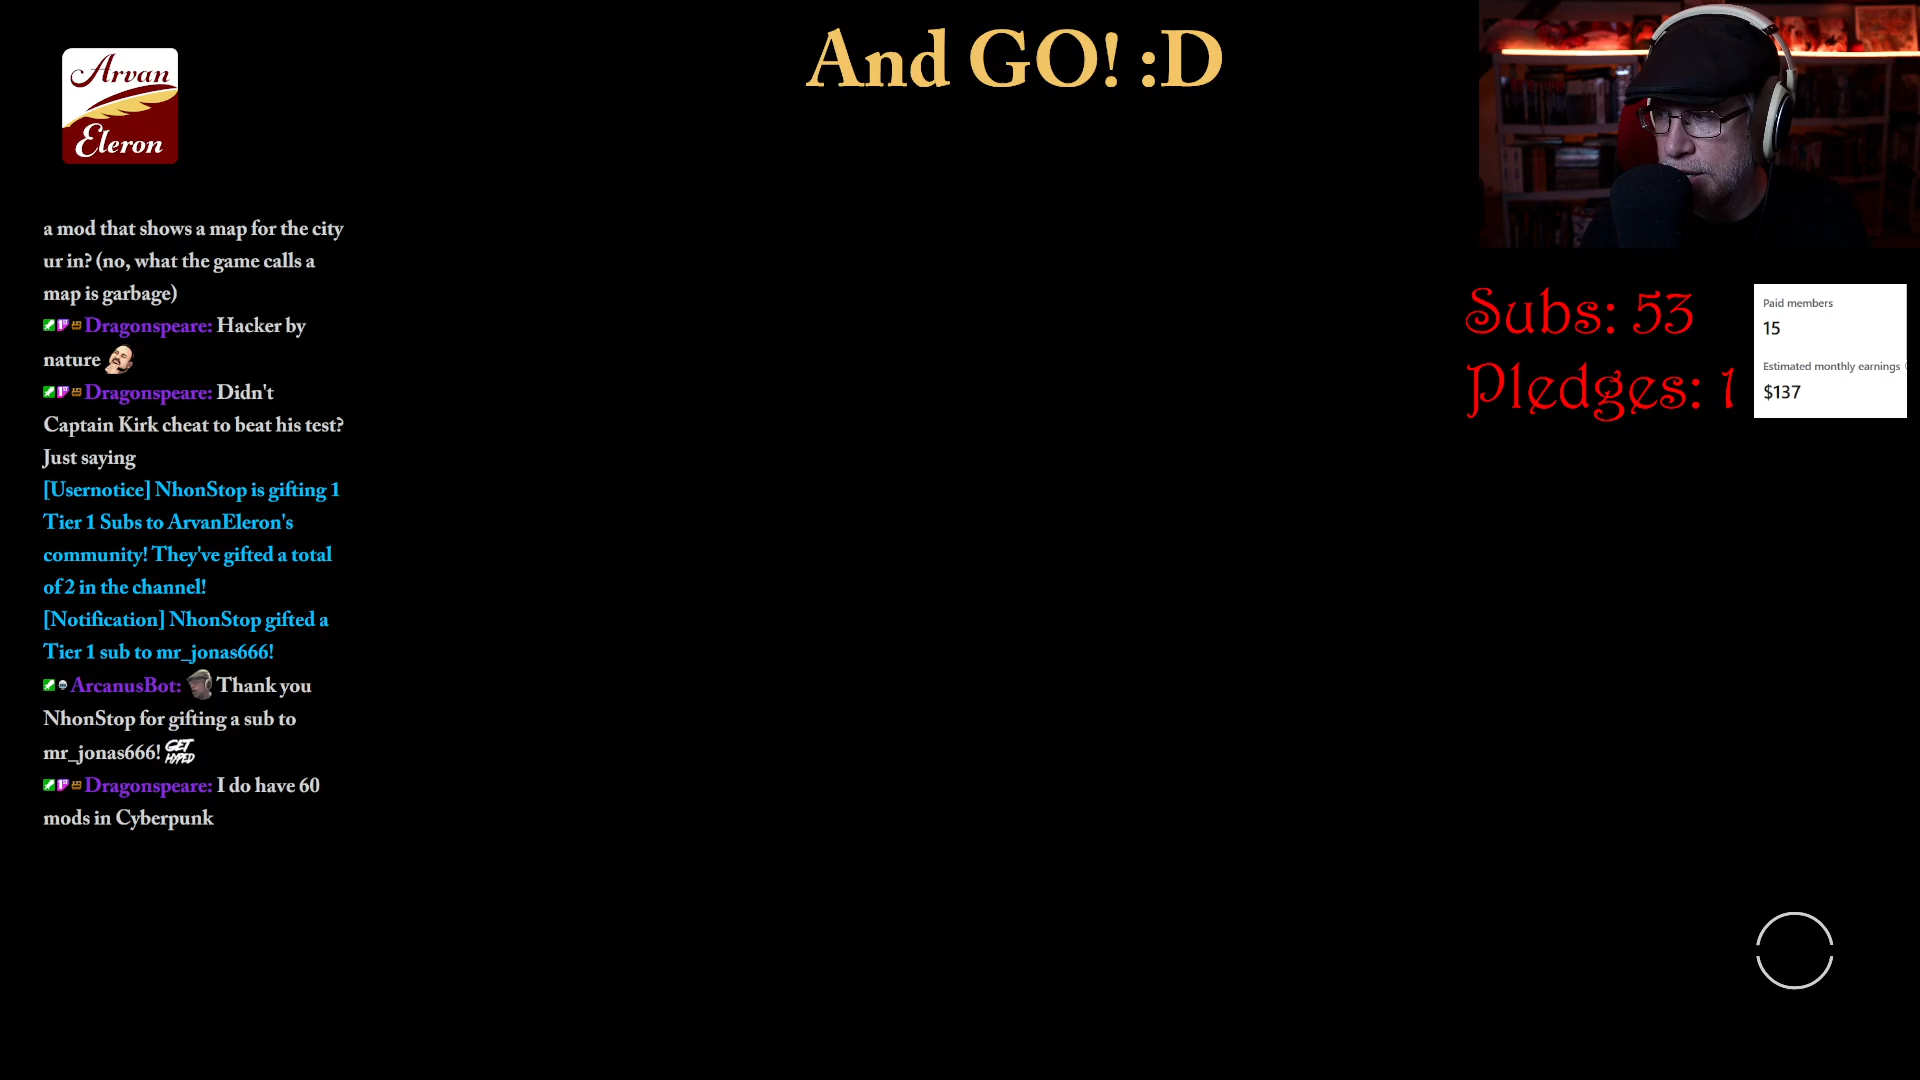 And GO! :D
Arvan
Eleron
a mod that shows a map for the city
ur in? (no, what the game calls a
map is garbage)
Dragonspeare: Hacker by
nature
Dragonspeare: Didn't
Captain Kirk cheat to beat his test?
Just saying
[Usernotice] NhonStop is gifting 1
Tier 1 Subs to ArvanEleron's
community! They've gifted a total
of 2 in the channel!
[Notification] NhonStop gifted a
Tier 1 sub to mr_jonas666!
ArcanusBot: Thank you
NhonStop for gifting a sub to
mr_jonas666! GET HYPED
Dragonspeare: I do have 60
mods in Cyberpunk
Subs: 53
Pledges: 1
Paid members
15
Estimated monthly earnings
$137